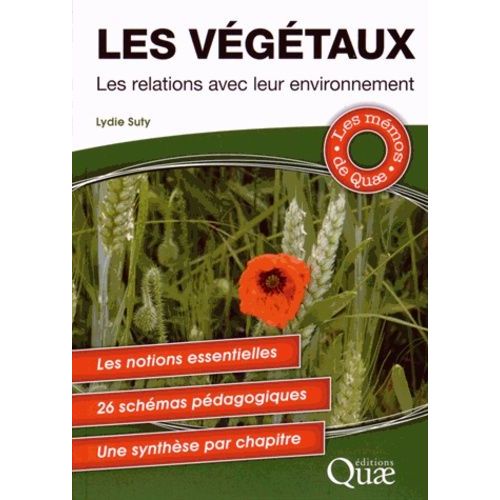 LES VÉGÉTAUX
Les relations avec leur environnement
Lydie Suty
Les mémos
de Quæ
Les notions essentielles
26 schémas pédagogiques
Une synthèse par chapitre
éditions
Quæ